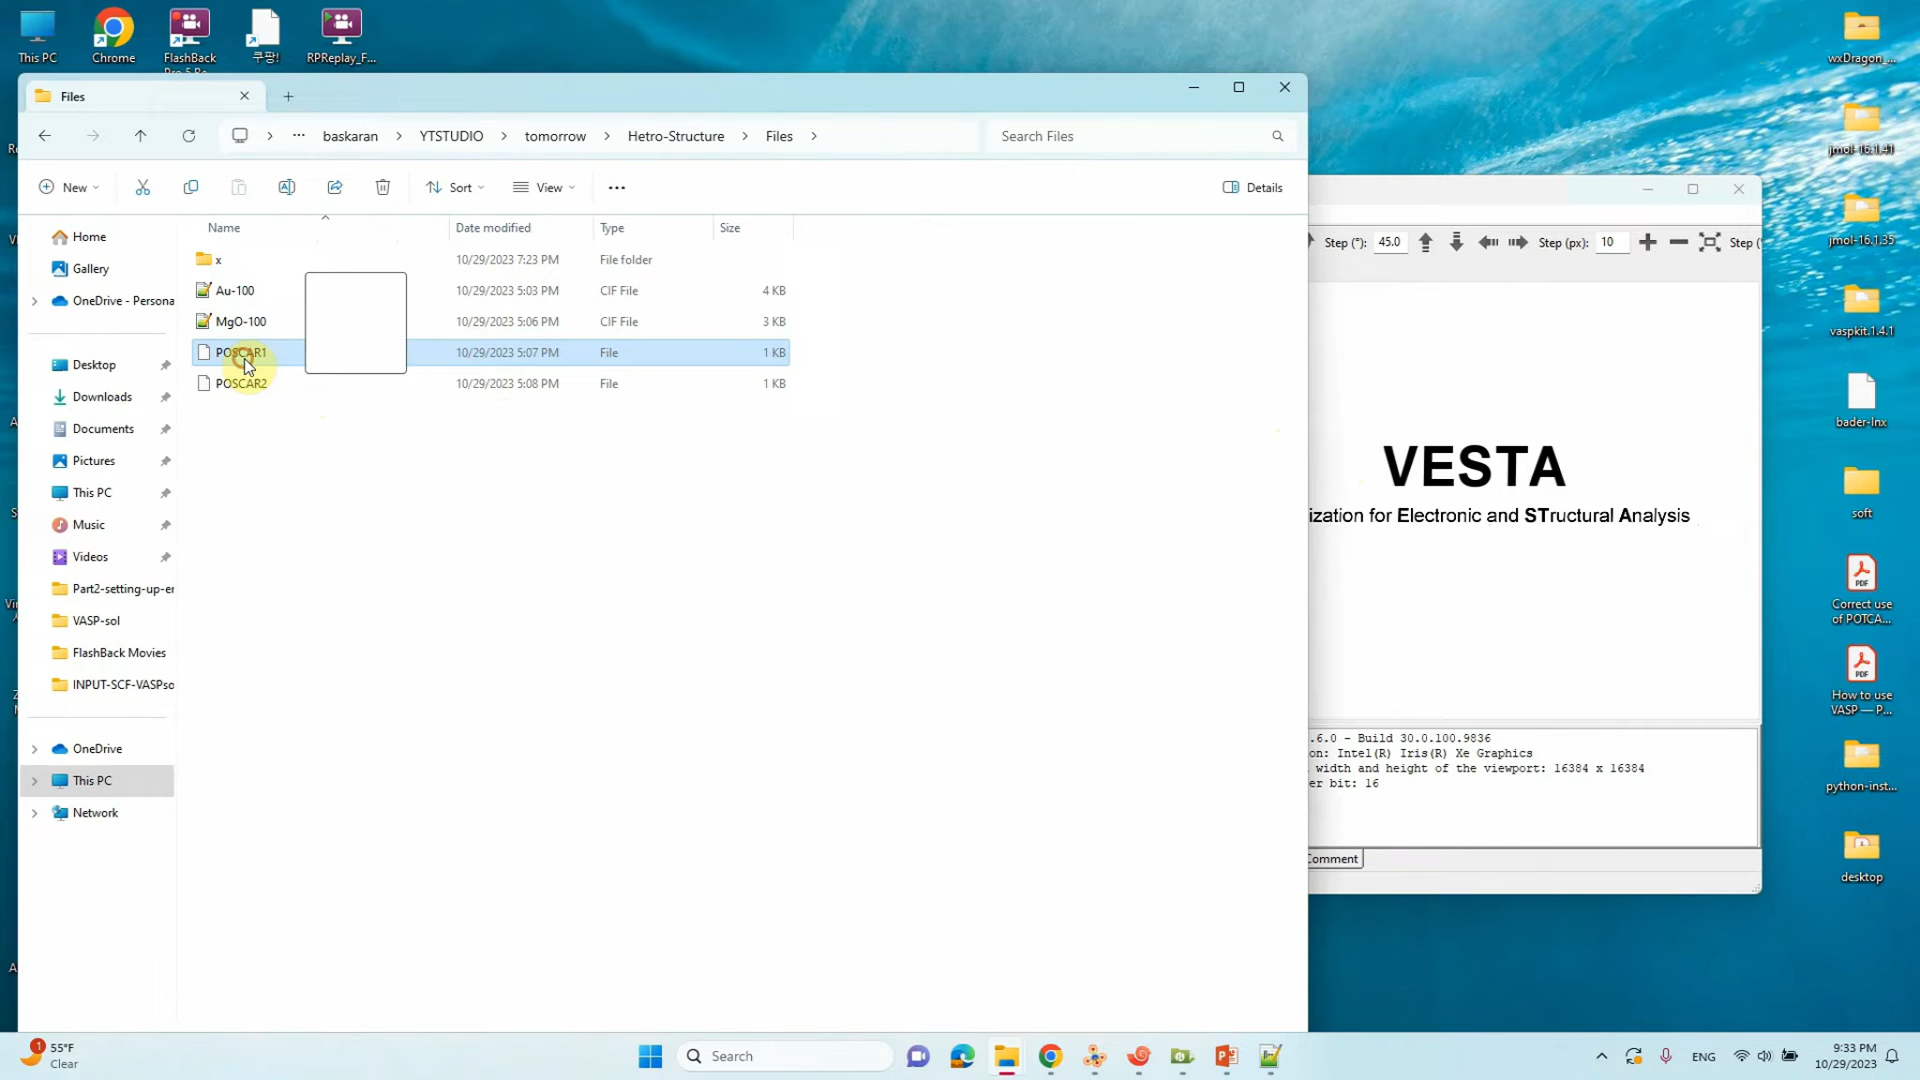 This PC
Chrome
FlashBack
쿠팡!
RPReplay_F...
wxDragon_...
Files
baskaran
YTSTUDIO
tomorrow
Hetro-Structure
Files
Search Files
New
Sort
View
Details
Name
Date modified
Type
Size
x
10/29/2023 7:23 PM
File folder
Au-100
10/29/2023 5:03 PM
CIF File
4 KB
MgO-100
10/29/2023 5:06 PM
CIF File
3 KB
POSCAR1
10/29/2023 5:07 PM
File
1 KB
POSCAR2
10/29/2023 5:08 PM
File
1 KB
Home
Gallery
OneDrive - Persona
Desktop
Downloads
Documents
Pictures
This PC
Music
Videos
Part2-setting-up-er
VASP-sol
FlashBack Movies
INPUT-SCF-VASPso
OneDrive
This PC
Network
Step (°): 45.0
Step (px): 10
Step (
VESTA
ization for Electronic and STructural Analysis
.6.0 - Build 30.0.100.9836
on: Intel(R) Iris(R) Xe Graphics
width and height of the viewport: 16384 x 16384
er bit: 16
Comment
jmol-16.1.41
jmol-16.1.35
vaspkit.1.4.1
bader-lnx
soft
Correct use
of POTCA...
How to use
VASP — P...
python-inst...
desktop
1
55°F
Clear
Search
ENG
9:33 PM
10/29/2023